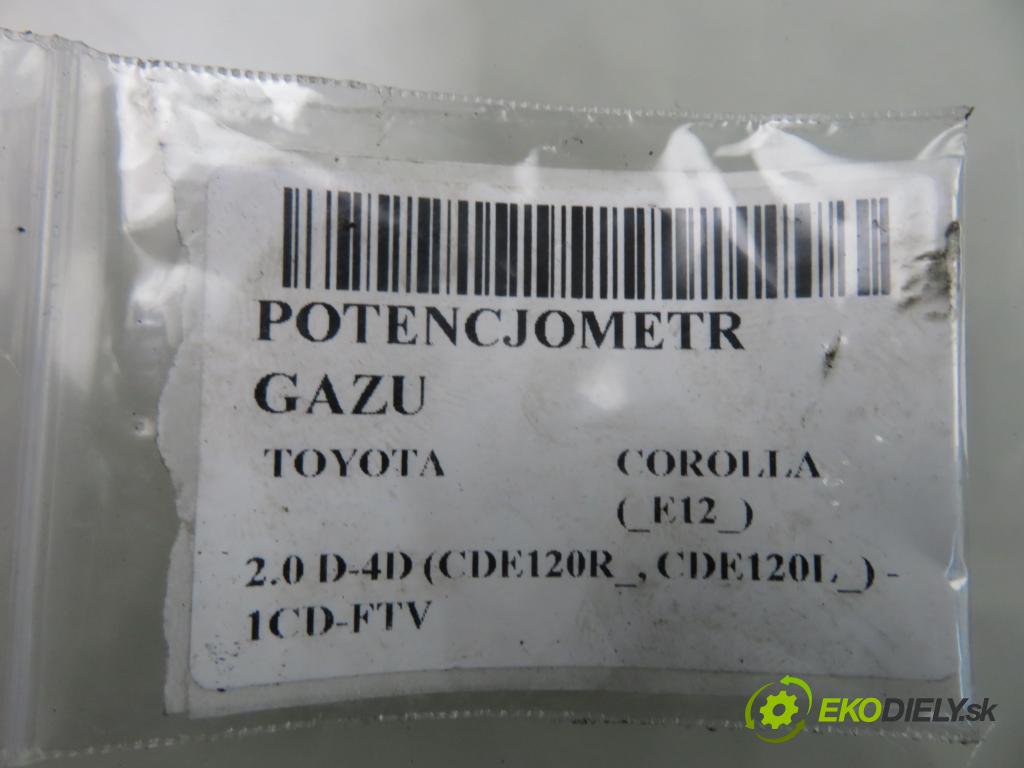 POTENCJOMETR
GAZU
TOYOTA COROLLA
(_E12_)
2.0 D-4D (CDE120R_, CDE120L_) -
1CD-FTV
EKODIELY.sk